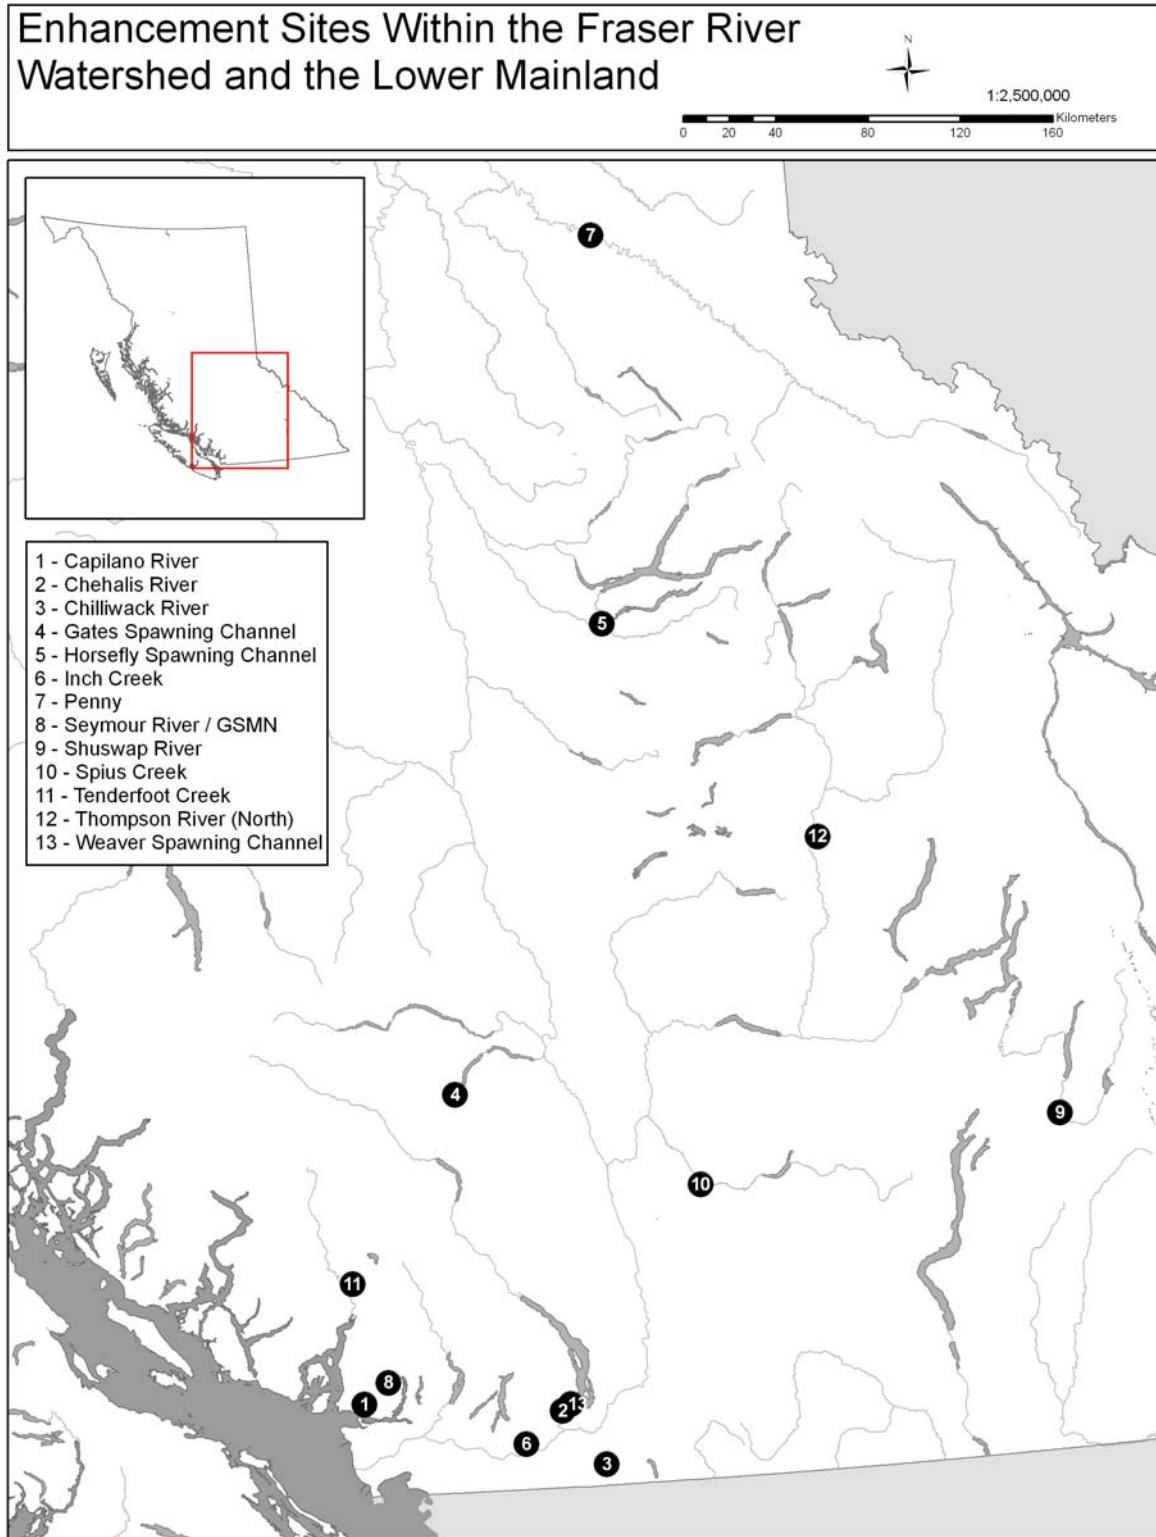 Enhancement Sites Within the Fraser River
Watershed and the Lower Mainland
N
1:2,500,000
Kilometers
0 20 40 80 120 160
7
1 - Capilano River
2 - Chehalis River
3 - Chilliwack River
4 - Gates Spawning Channel
5 - Horsefly Spawning Channel
6 - Inch Creek
7 - Penny
8 - Seymour River / GSMN
9 - Shuswap River
10 - Spius Creek
11 - Tenderfoot Creek
12 - Thompson River (North)
13 - Weaver Spawning Channel
5
12
4
9
10
11
8
1
2 13
6
3